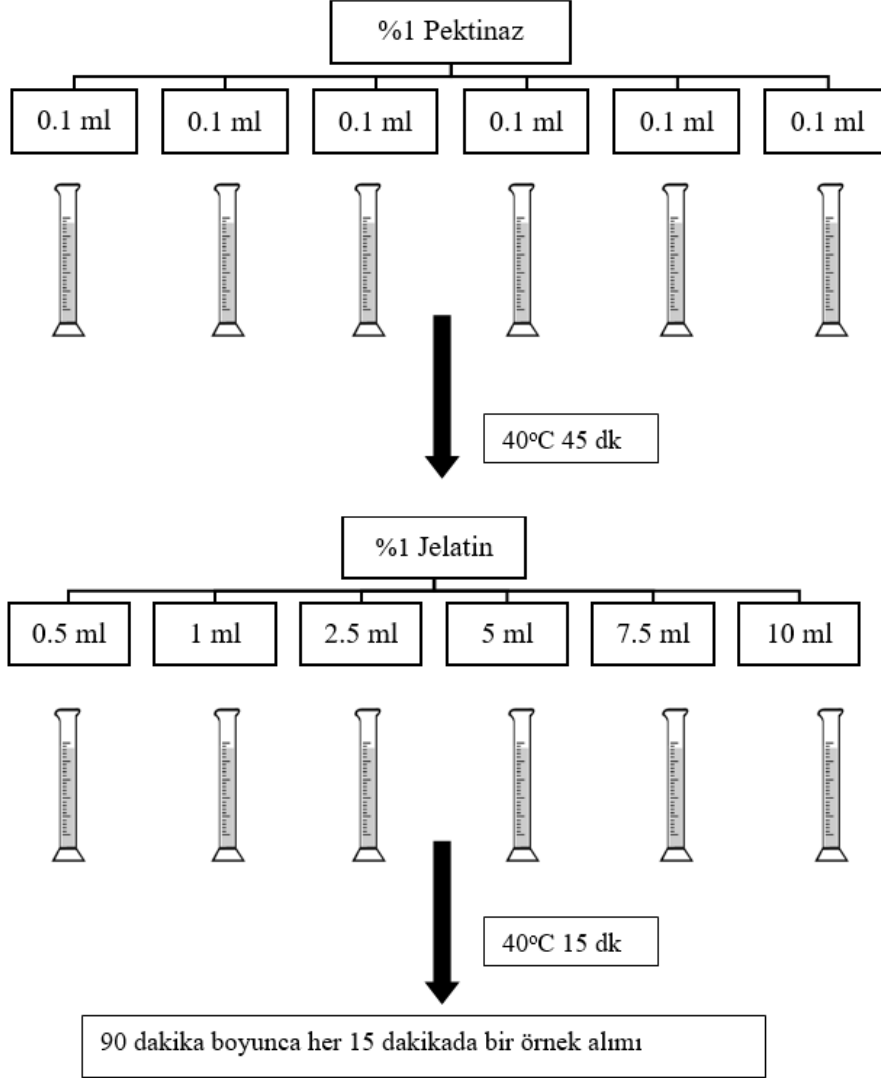 %1 Pektinaz
0.1 ml
0.1 ml
0.1 ml
0.1 ml
0.1 ml
0.1 ml
40°C 45 dk
%1 Jelatin
0.5 ml
1 ml
2.5 ml
5 ml
7.5 ml
10 ml
40°C 15 dk
90 dakika boyunca her 15 dakikada bir örnek alımı